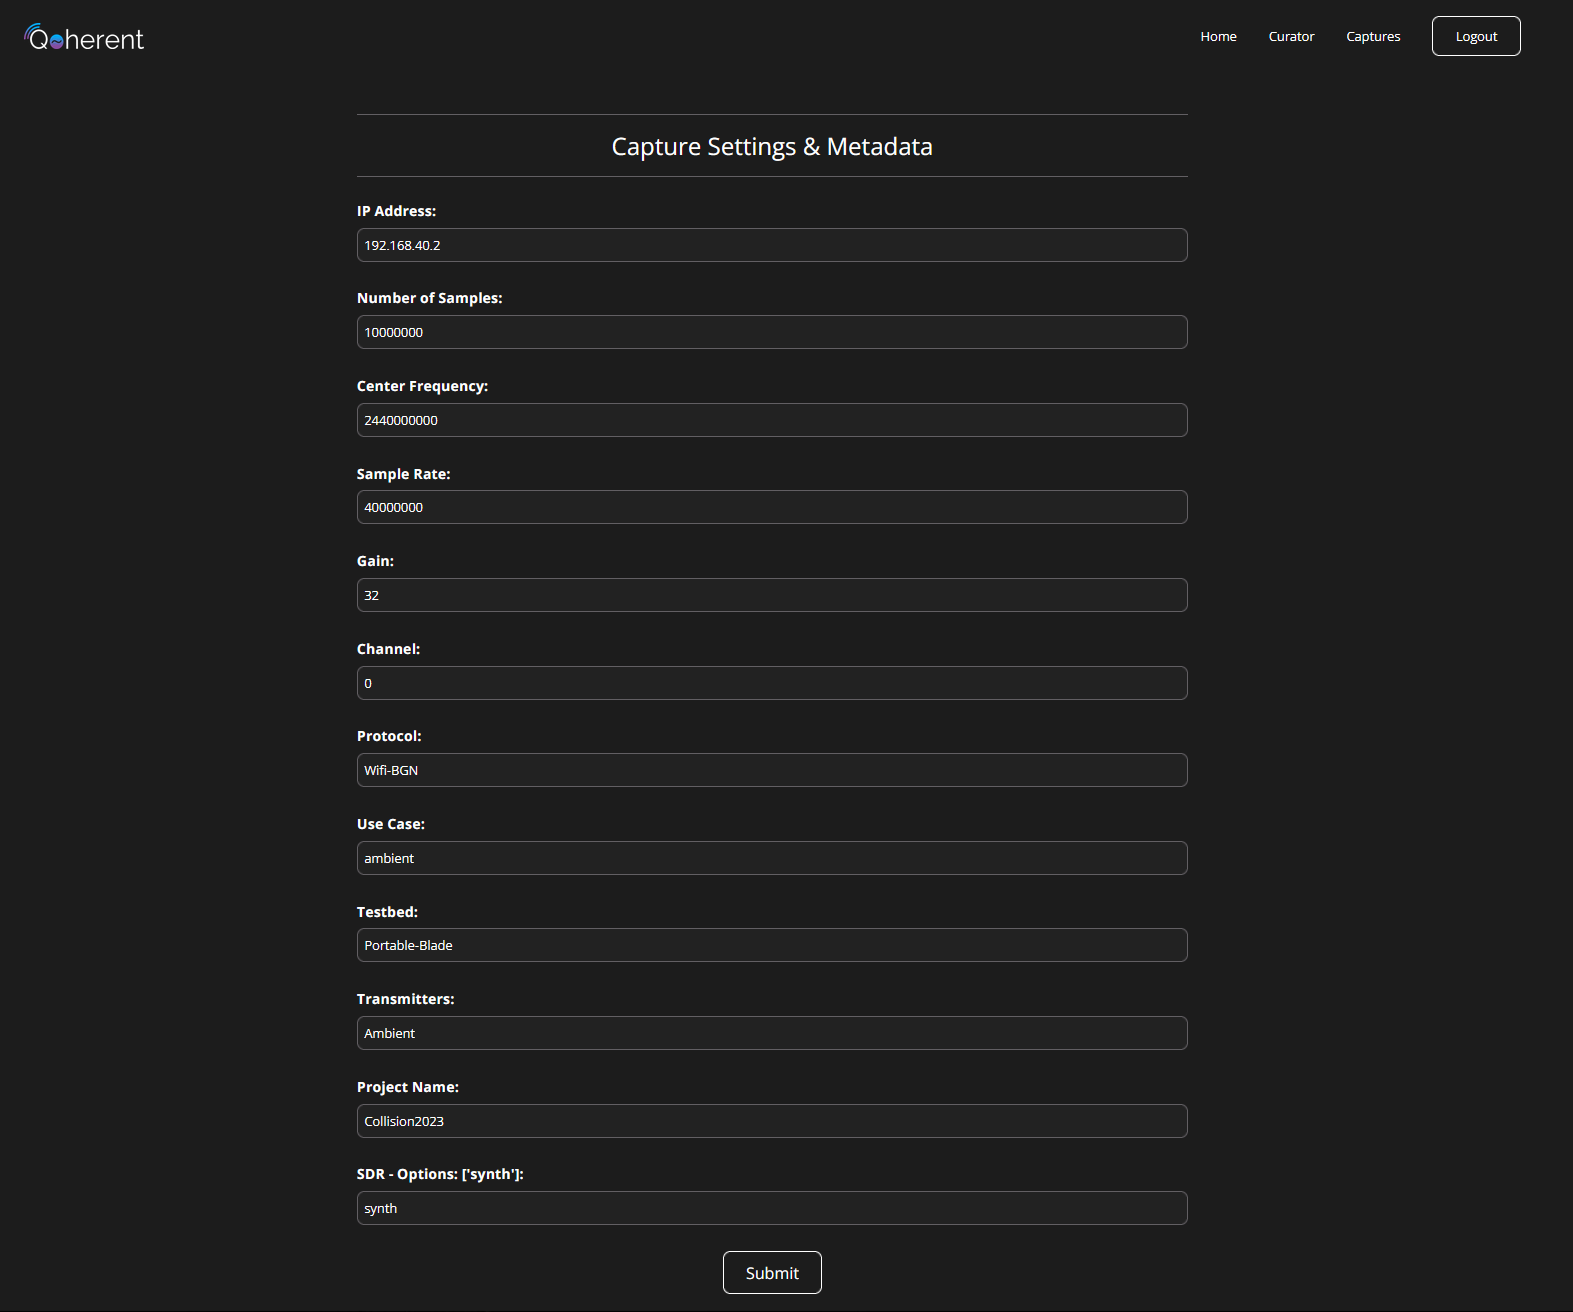 Qoherent
Home Curator Captures Logout
Capture Settings & Metadata
IP Address:
192.168.40.2
Number of Samples:
10000000
Center Frequency:
2440000000
Sample Rate:
40000000
Gain:
32
Channel:
0
Protocol:
Wifi-BGN
Use Case:
ambient
Testbed:
Portable-Blade
Transmitters:
Ambient
Project Name:
Collision2023
SDR - Options: ['synth']:
synth
Submit